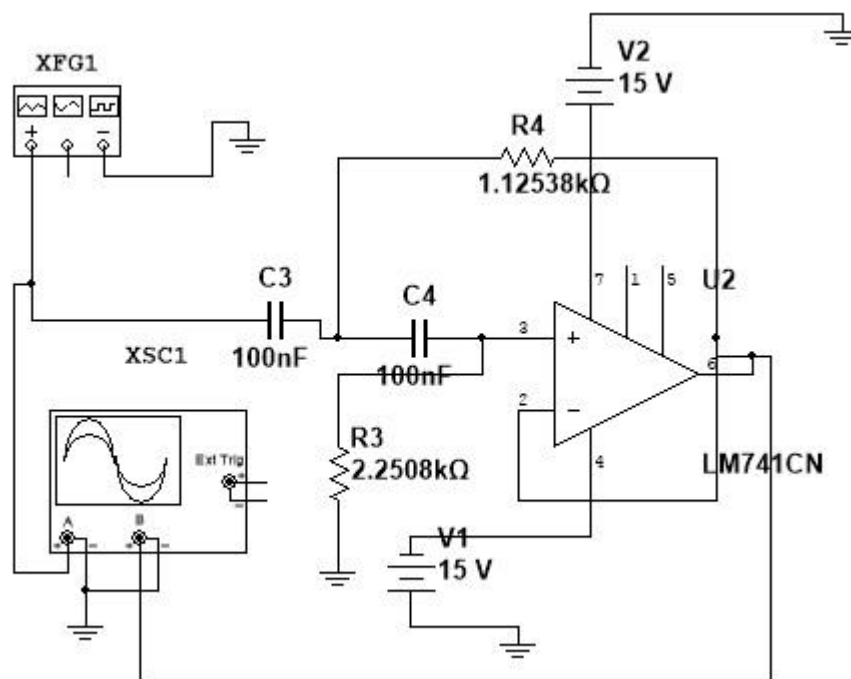 XFG1
V2
15 V
R4
1.12538kΩ
C3
100nF
C4
100nF
7
1
5
U2
3
+
2
−
6
4
LM741CN
XSC1
Ext Trig
A
B
R3
2.2508kΩ
V1
15 V